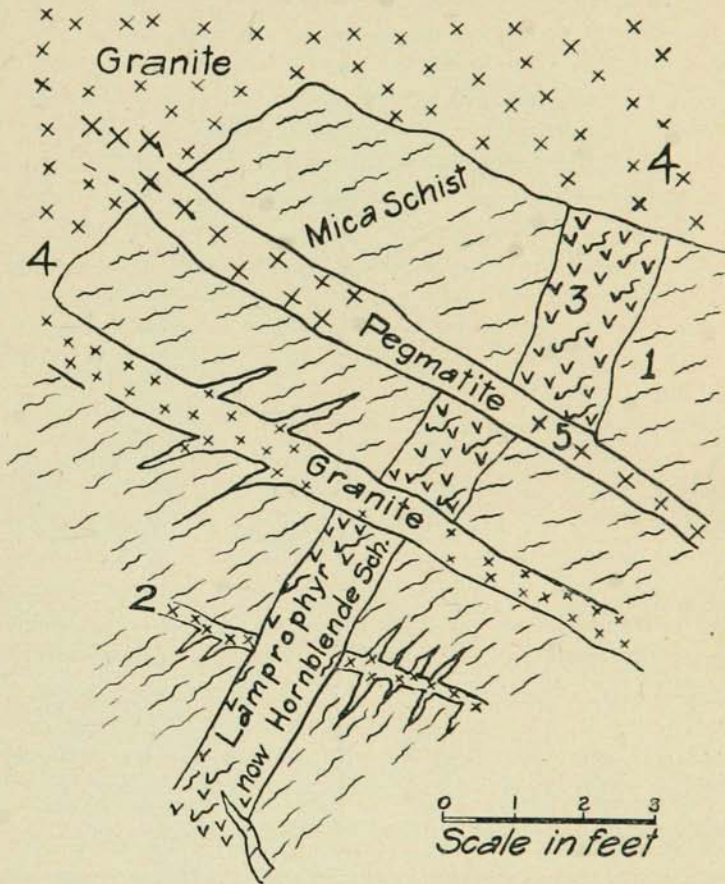 Granite
4
Mica Schist
4
3
1
Pegmatite
5
Granite
2
Lamprophyr
now Hornblende Sch.
0 1 2 3
Scale in feet